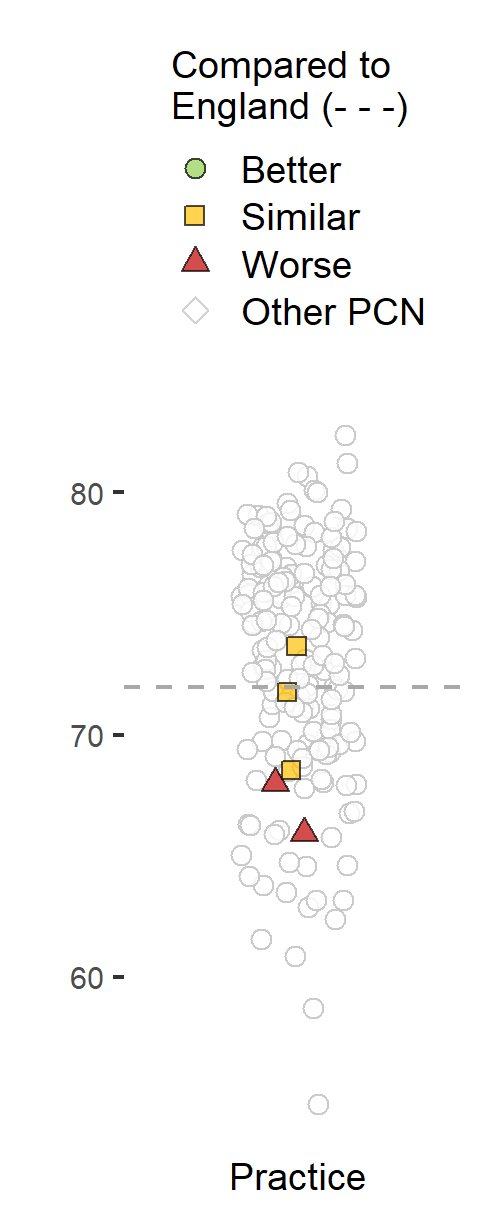 Compared to
England (- - -)
Better
Similar
Worse
Other PCN
80
70
60
Practice